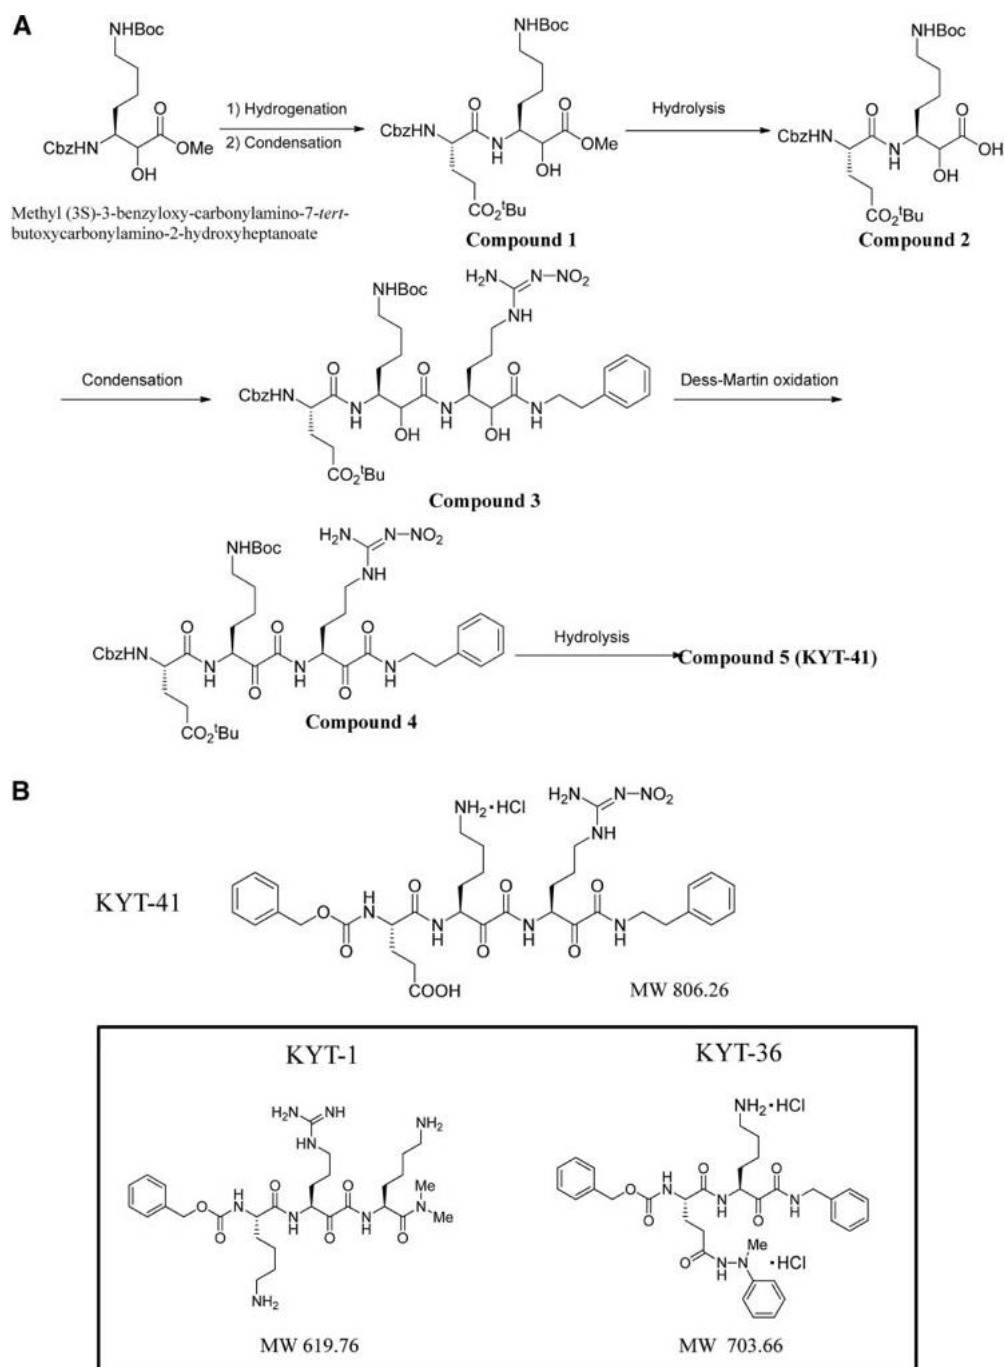 A
NHBoc
CbzHN
O
OMe
OH
Methyl (3S)-3-benzyloxy-carbonylamino-7-tert-
butoxycarbonylamino-2-hydroxyheptanoate
1) Hydrogenation
2) Condensation
NHBoc
CbzHN
O
N
H
O
OMe
OH
CO₂ᵗBu
Compound 1
Hydrolysis
NHBoc
CbzHN
O
N
H
O
OH
OH
CO₂ᵗBu
Compound 2
Condensation
NHBoc
H₂N
N–NO₂
NH
CbzHN
O
N
H
OH
O
N
H
OH
O
N
H
CO₂ᵗBu
Compound 3
Dess-Martin oxidation
NHBoc
H₂N
N–NO₂
NH
CbzHN
O
N
H
O
O
N
H
O
O
N
H
CO₂ᵗBu
Compound 4
Hydrolysis
Compound 5 (KYT-41)
B
KYT-41
NH₂·HCl
H₂N
N–NO₂
NH
O
O
H
N
O
N
H
O
O
N
H
O
O
N
H
COOH
MW 806.26
KYT-1
H₂N
NH
HN
NH₂
O
O
H
N
O
N
H
O
O
H
N
O
Me
N
Me
NH₂
MW 619.76
KYT-36
NH₂·HCl
O
O
H
N
O
N
H
O
O
N
H
O
NH–N
Me
·HCl
MW 703.66